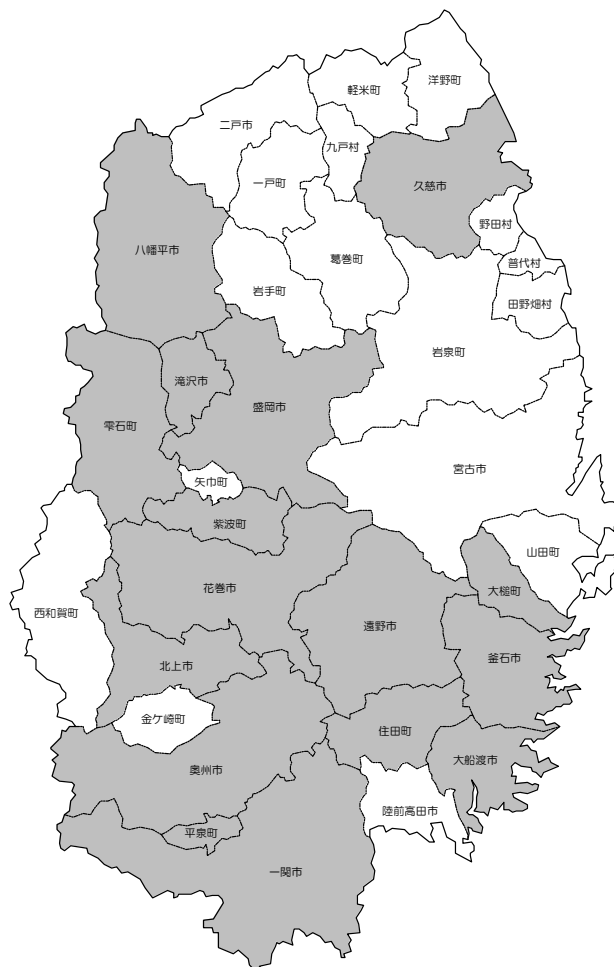 洋野町
軽米町
二戸市
九戸村
一戸町
久慈市
野田村
八幡平市
葛巻町
普代村
岩手町
田野畑村
岩泉町
滝沢市
盛岡市
雫石町
宮古市
矢巾町
紫波町
山田町
花巻市
大槌町
西和賀町
遠野市
釜石市
北上市
金ケ崎町
住田町
大船渡市
奥州市
陸前高田市
平泉町
一関市